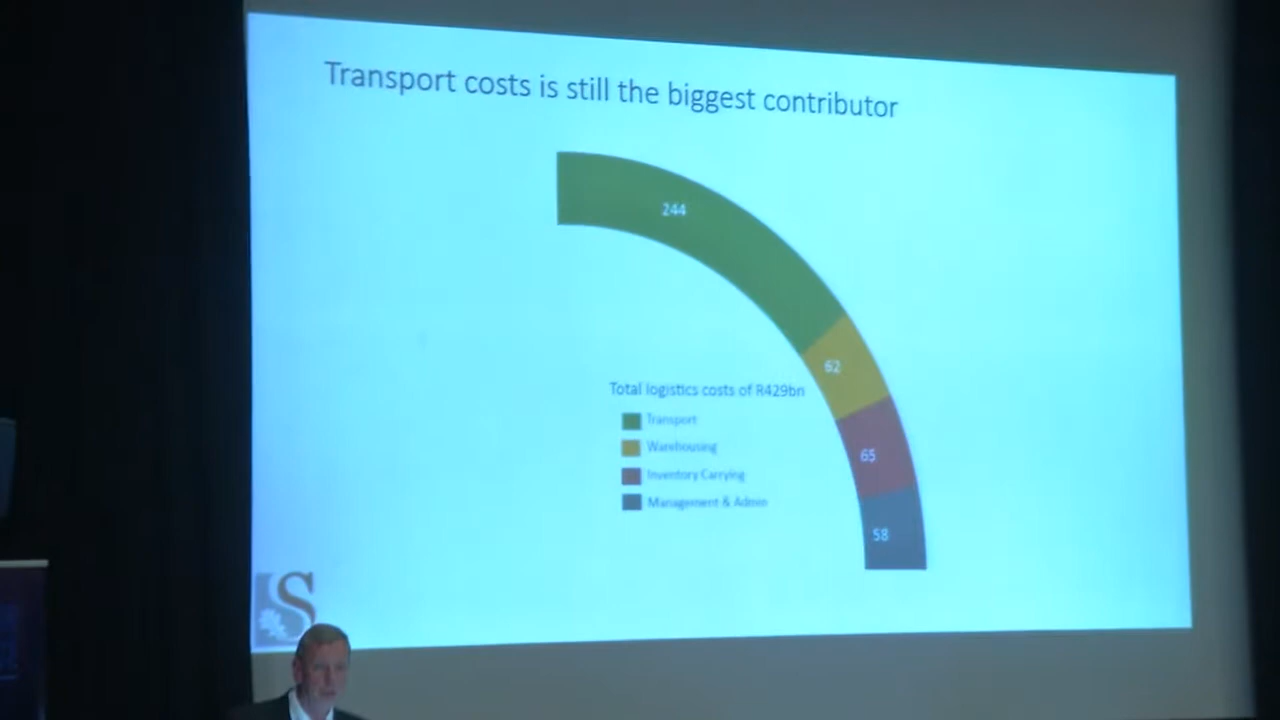 Transport costs is still the biggest contributor
244
62
Total logistics costs of R429bn
Transport
Warehousing
65
Inventory Carrying
Management & Admin
58
S